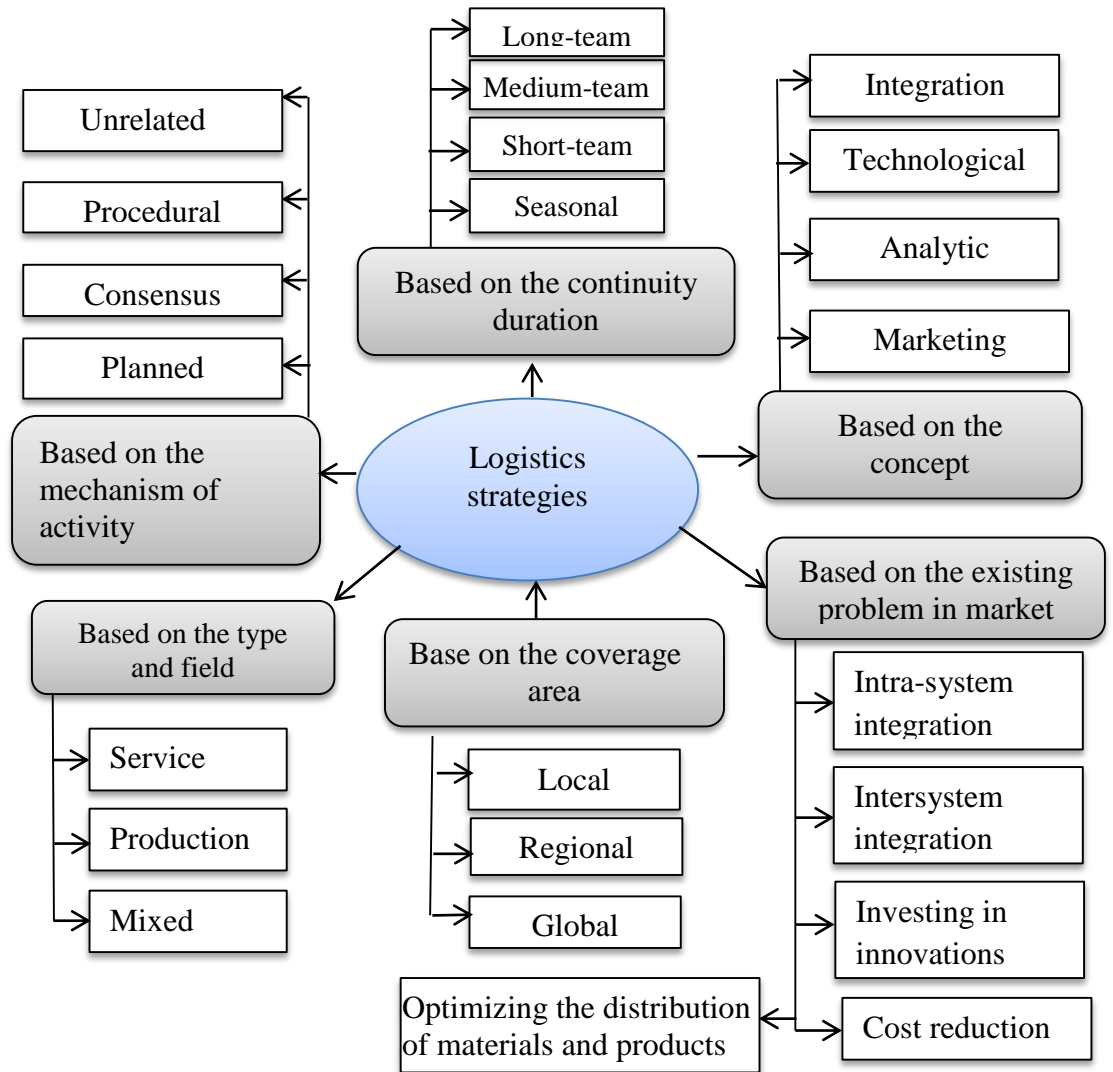 Long-team
Medium-team
Short-team
Seasonal
Based on the continuity
duration
Unrelated
Procedural
Consensus
Planned
Based on the
mechanism of
activity
Integration
Technological
Analytic
Marketing
Based on the
concept
Logistics
strategies
Based on the type
and field
Service
Production
Mixed
Base on the coverage
area
Local
Regional
Global
Based on the existing
problem in market
Intra-system
integration
Intersystem
integration
Investing in
innovations
Cost reduction
Optimizing the distribution
of materials and products